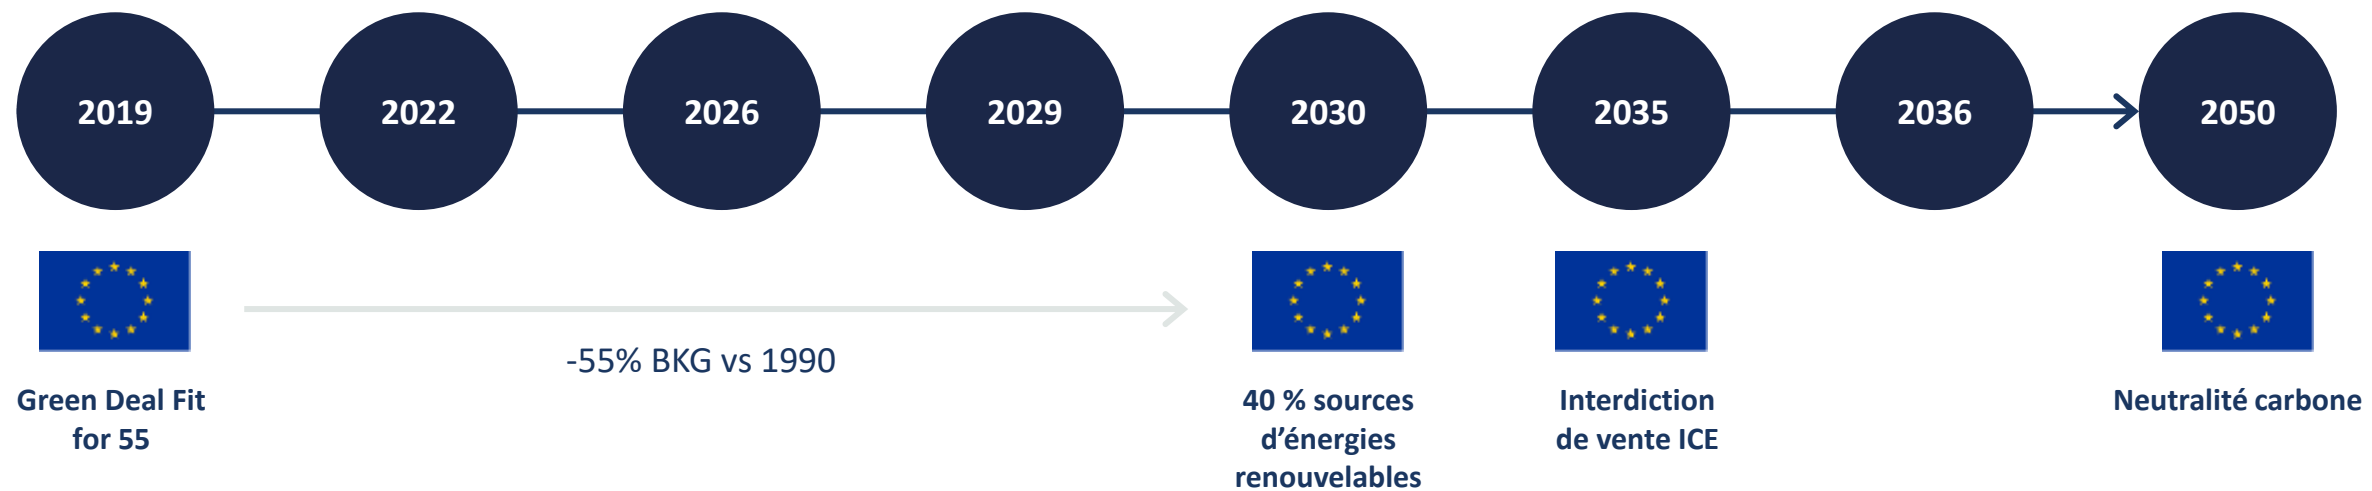 2019
2022
2026
2029
2030
2035
2036
2050
-55% BKG vs 1990
Green Deal Fit
for 55
40 % sources
d’énergies
renouvelables
Interdiction
de vente ICE
Neutralité carbone